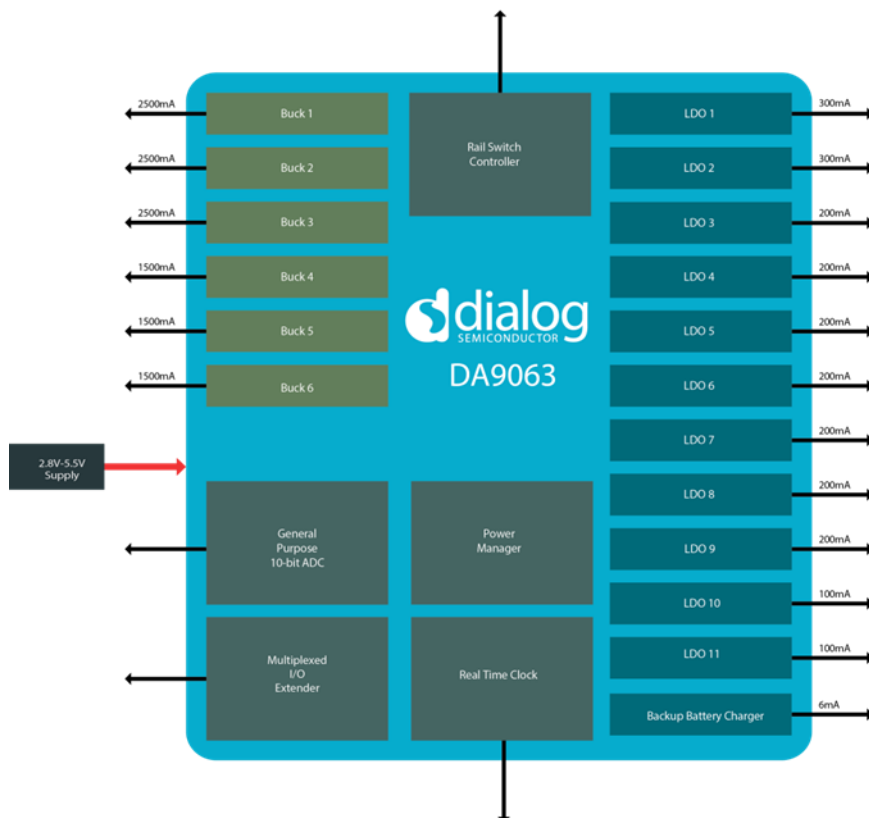 2500mA
Buck 1
2500mA
Buck 2
2500mA
Buck 3
1500mA
Buck 4
1500mA
Buck 5
1500mA
Buck 6
2.8V-5.5V
Supply
General
Purpose
10-bit ADC
Multiplexed
I/O
Extender
Rail Switch
Controller
dialog
SEMICONDUCTOR
DA9063
Power
Manager
Real Time Clock
LDO 1
300mA
LDO 2
300mA
LDO 3
200mA
LDO 4
200mA
LDO 5
200mA
LDO 6
200mA
LDO 7
200mA
LDO 8
200mA
LDO 9
200mA
LDO 10
100mA
LDO 11
100mA
Backup Battery Charger
6mA